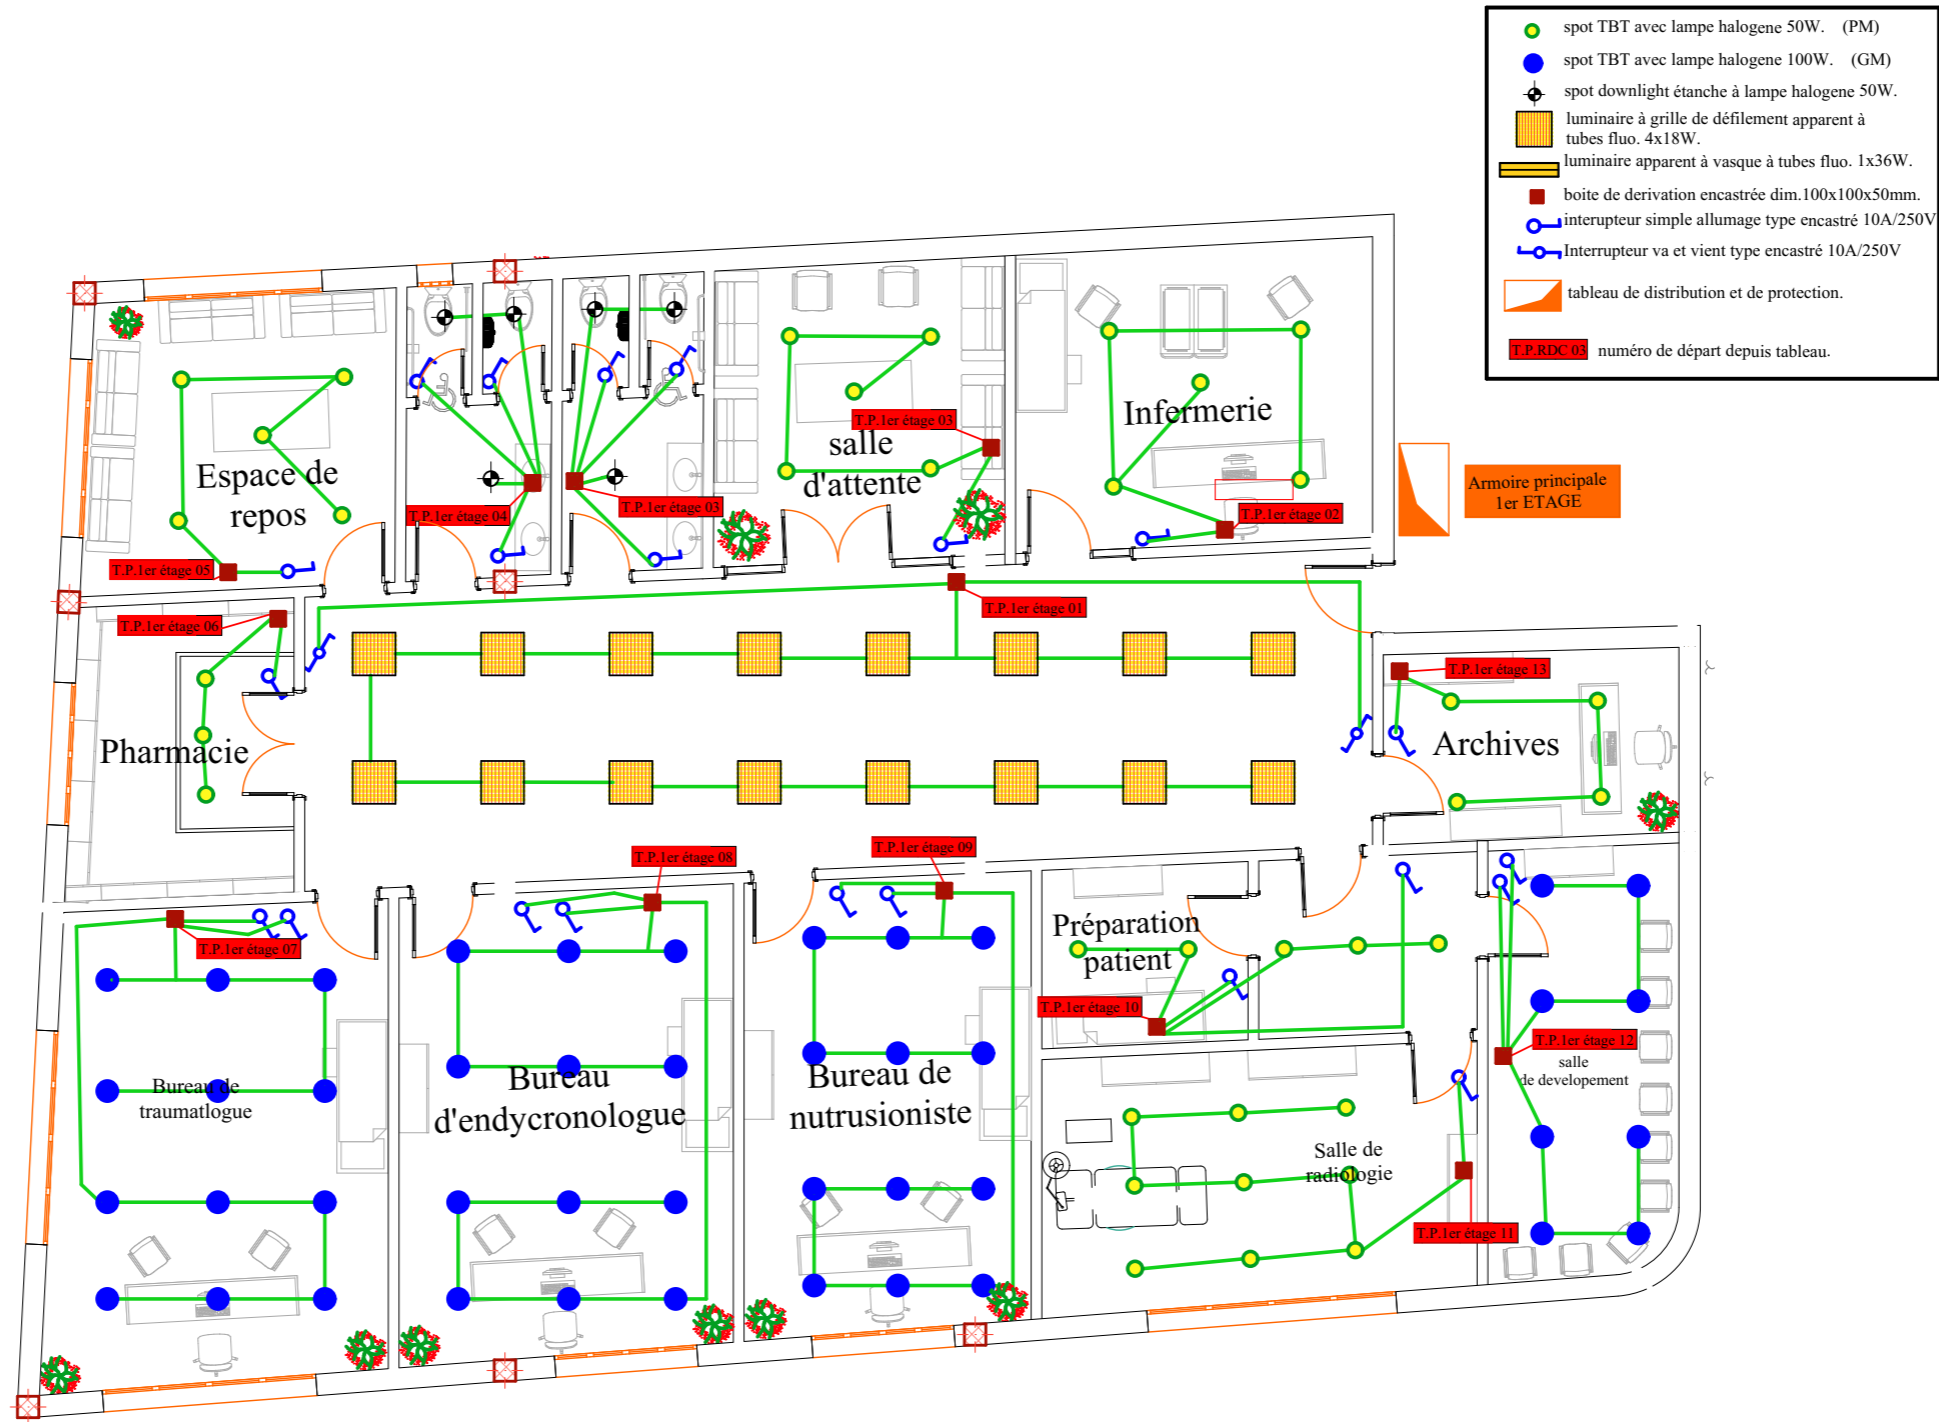 spot TBT avec lampe halogene 50W. (PM)
spot TBT avec lampe halogene 100W. (GM)
spot downlight étanche à lampe halogene 50W.
luminaire à grille de défilement apparent à
tubes fluo. 4x18W.
luminaire apparent à vasque à tubes fluo. 1x36W.
boite de derivation encastrée dim.100x100x50mm.
interupteur simple allumage type encastré 10A/250V
Interrupteur va et vient type encastré 10A/250V
tableau de distribution et de protection.
T.P.RDC 03 numéro de départ depuis tableau.
Armoire principale
1er ETAGE
Espace de
repos
T.P.1er étage 05
T.P.1er étage 04
T.P.1er étage 03
T.P.1er étage 03
salle
d'attente
Infermerie
T.P.1er étage 02
T.P.1er étage 01
T.P.1er étage 06
Pharmacie
T.P.1er étage 13
Archives
T.P.1er étage 08
T.P.1er étage 09
T.P.1er étage 07
Bureau de
traumatlogue
Bureau
d'endycronologue
Bureau de
nutrusioniste
Préparation
patient
T.P.1er étage 10
T.P.1er étage 12
salle
de developement
Salle de
radiologie
T.P.1er étage 11